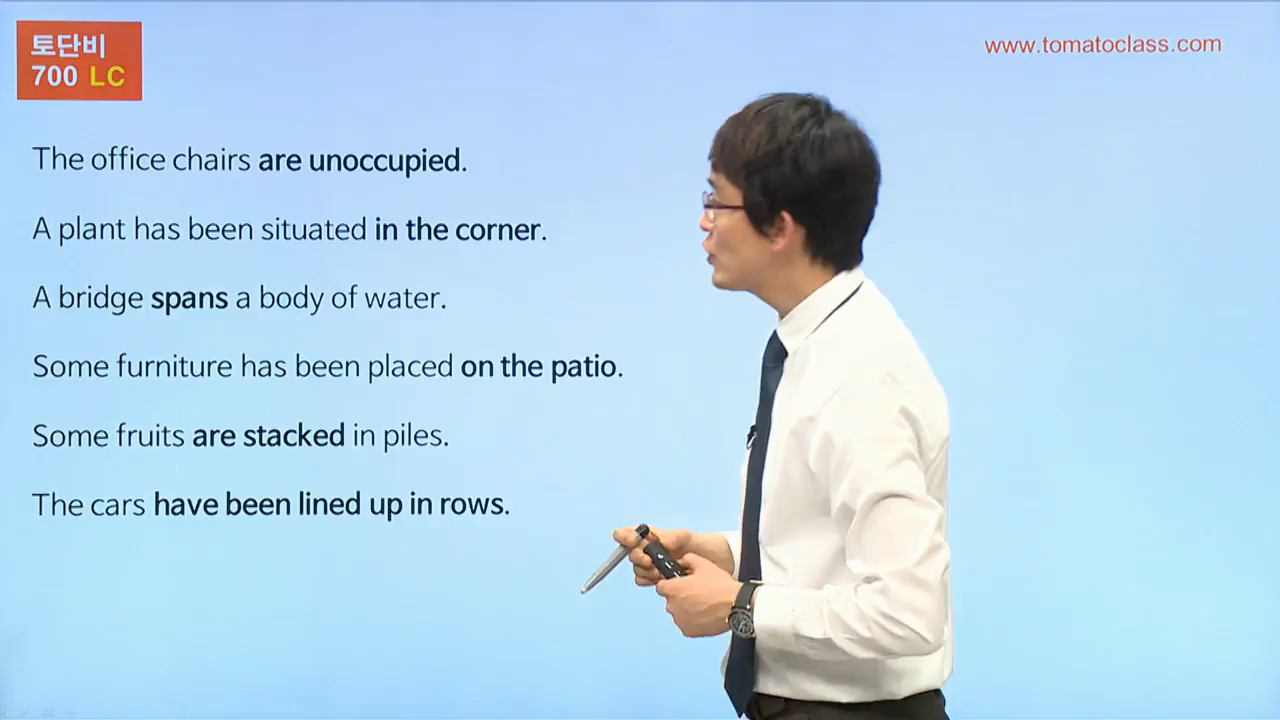 토단비
700 LC
www.tomatoclass.com
The office chairs are unoccupied.
A plant has been situated in the corner.
A bridge spans a body of water.
Some furniture has been placed on the patio.
Some fruits are stacked in piles.
The cars have been lined up in rows.